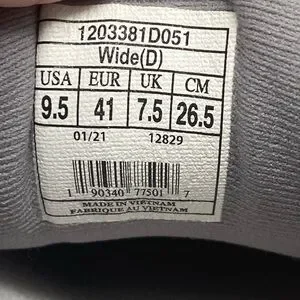 1203381D051
Wide(D)
USA EUR UK CM
9.5 41 7.5 26.5
01/21 12829
1 90340 77501 7
MADE IN VIETNAM
FABRIQUE AU VIETNAM